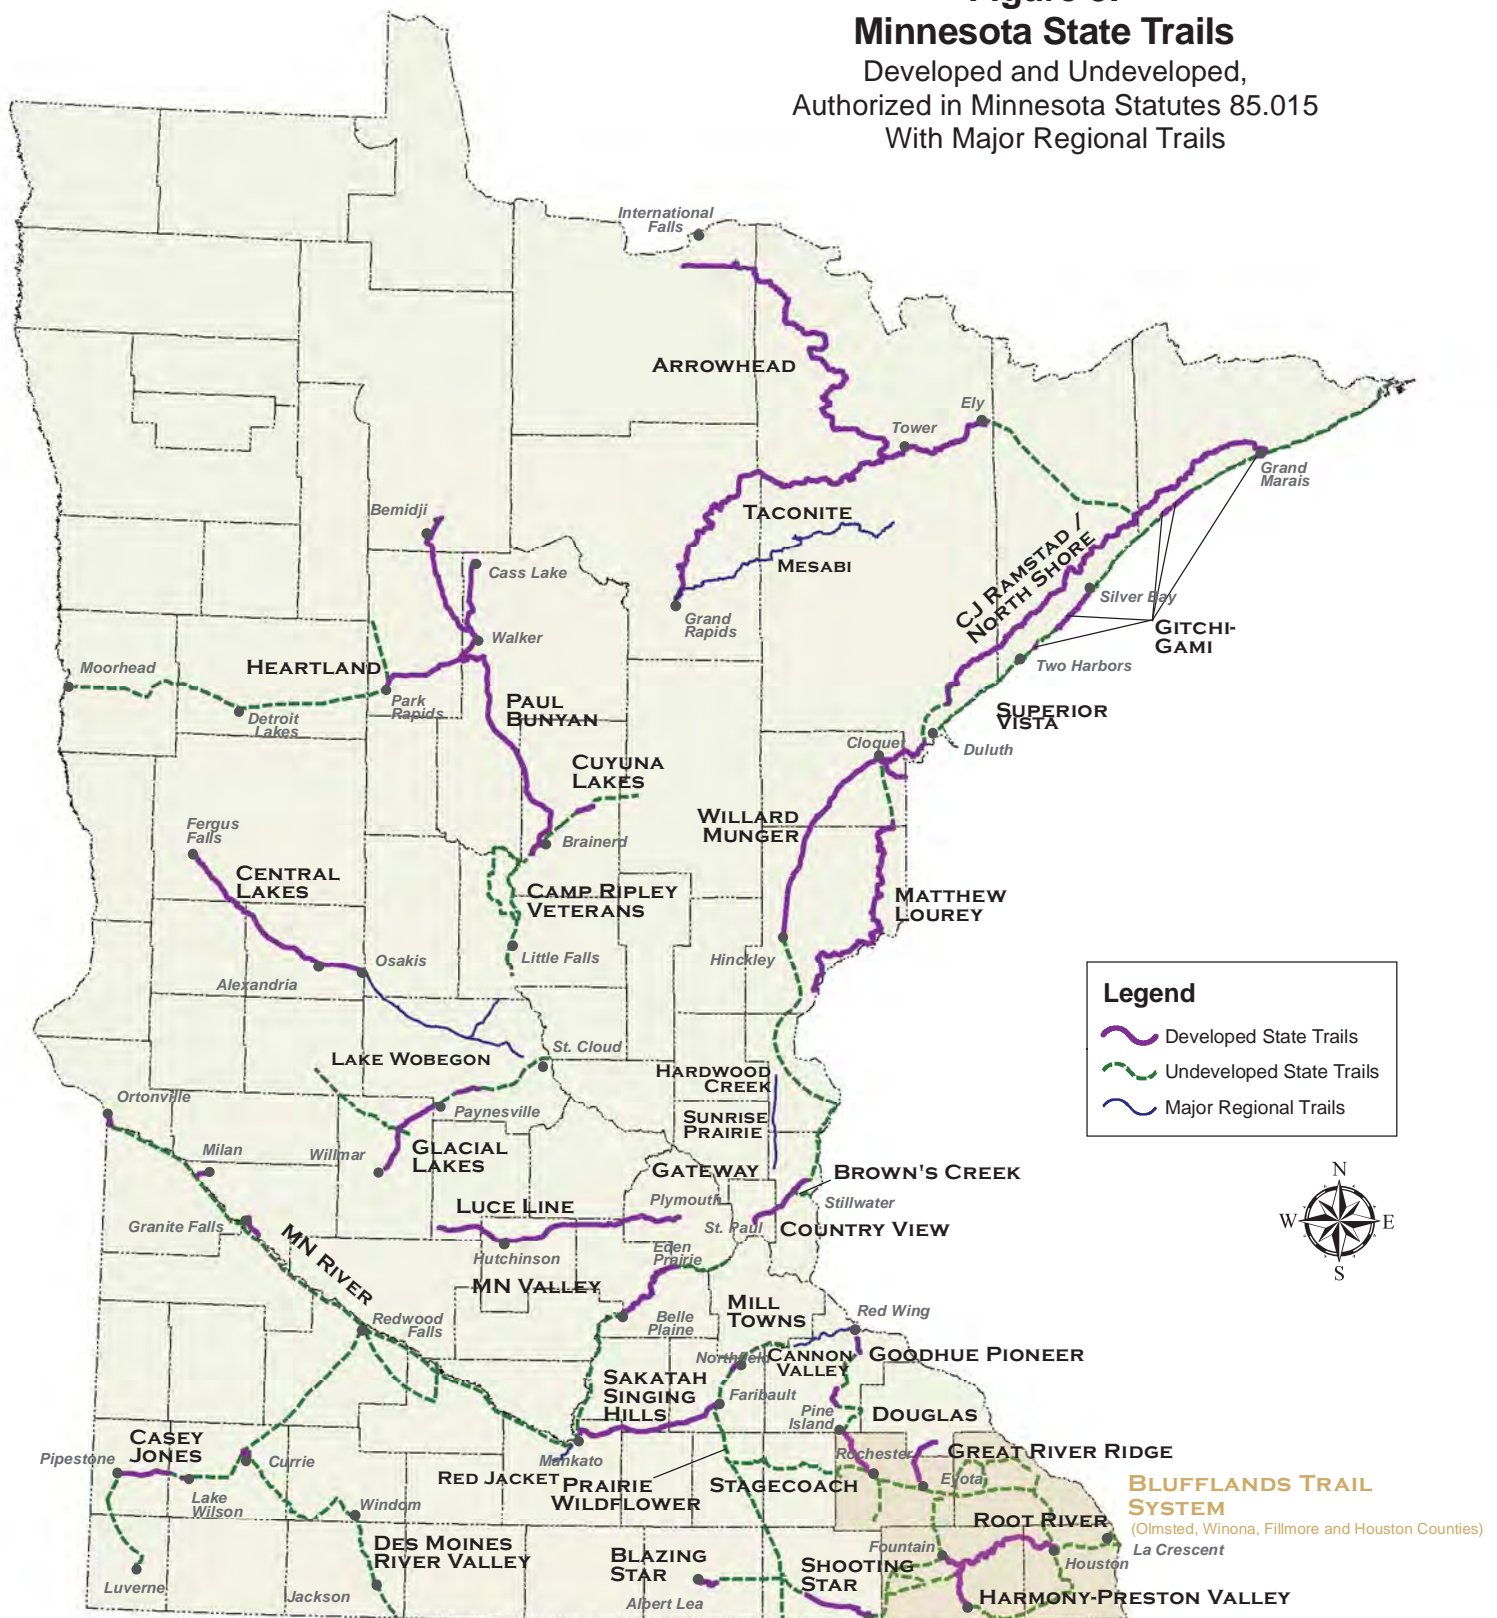 Minnesota State Trails
Developed and Undeveloped,
Authorized in Minnesota Statutes 85.015
With Major Regional Trails
International
Falls
ARROWHEAD
Ely
Tower
Grand
Marais
Bemidji
TACONITE
MESABI
Cass Lake
CJ RAMSTAD /
NORTH SHORE
Silver Bay
Grand
Rapids
GITCHI-
GAMI
Walker
Moorhead
HEARTLAND
Two Harbors
Park
Rapids
PAUL
BUNYAN
Detroit
Lakes
SUPERIOR
VISTA
Cloquet
Duluth
CUYUNA
LAKES
WILLARD
MUNGER
Fergus
Falls
Brainerd
CENTRAL
LAKES
CAMP RIPLEY
VETERANS
MATTHEW
LOUREY
Little Falls
Hinckley
Osakis
Alexandria
Legend
Developed State Trails
Undeveloped State Trails
Major Regional Trails
LAKE WOBEGON
St. Cloud
HARDWOOD
CREEK
Ortonville
Paynesville
SUNRISE
PRAIRIE
Milan
Willmar
GLACIAL
LAKES
GATEWAY
BROWN'S CREEK
N
W
E
S
Plymouth
Stillwater
LUCE LINE
Granite Falls
St. Paul
COUNTRY VIEW
MN RIVER
Hutchinson
Eden
Prairie
MN VALLEY
MILL
TOWNS
Red Wing
Redwood
Falls
Belle
Plaine
Northfield
CANNON
VALLEY
GOODHUE PIONEER
SAKATAH
SINGING
HILLS
Faribault
Pine
Island
DOUGLAS
CASEY
JONES
Pipestone
Currie
Mankato
Rochester
GREAT RIVER RIDGE
RED JACKET
PRAIRIE
WILDFLOWER
STAGECOACH
Eyota
BLUFFLANDS TRAIL
SYSTEM
(Olmsted, Winona, Fillmore and Houston Counties)
Lake
Wilson
Windom
ROOT RIVER
La Crescent
DES MOINES
RIVER VALLEY
BLAZING
STAR
SHOOTING
STAR
Fountain
Houston
Luverne
Jackson
Albert Lea
HARMONY-PRESTON VALLEY